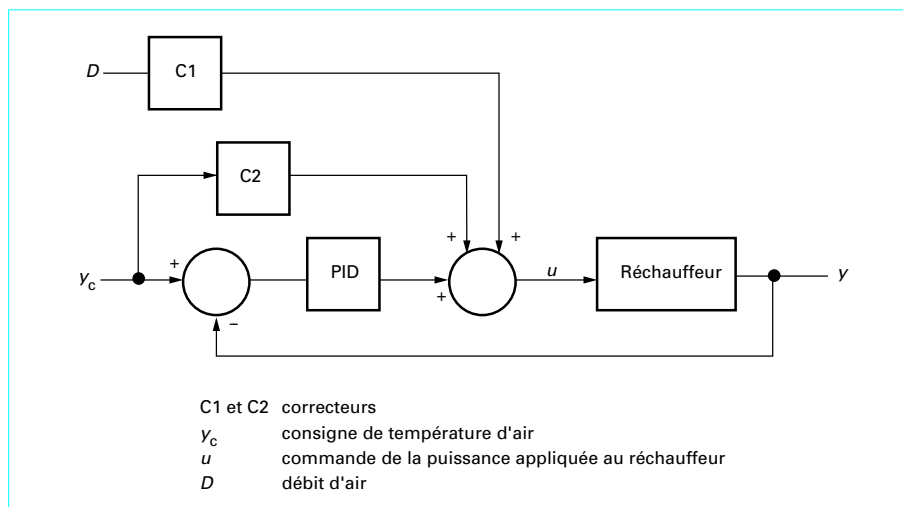 D
C1
C2
+
+
y_c
+
PID
+
u
Réchauffeur
y
–
C1 et C2 correcteurs
y_c consigne de température d'air
u commande de la puissance appliquée au réchauffeur
D débit d'air